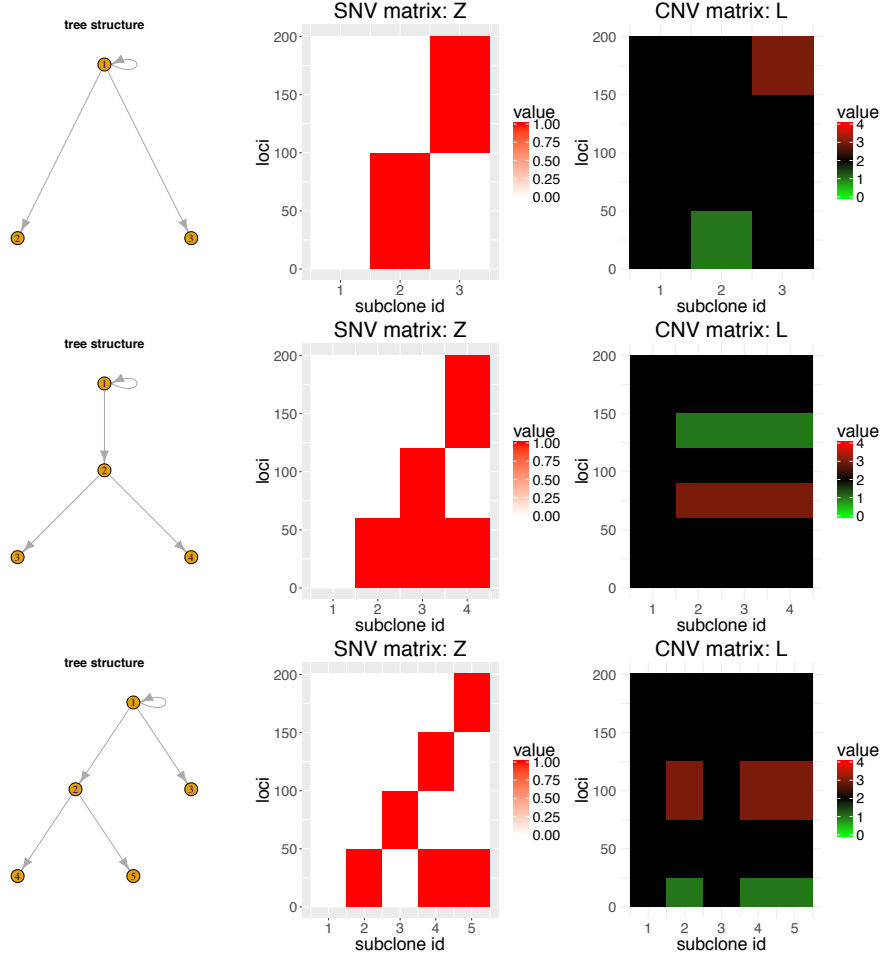 tree structure
1
2
3
SNV matrix: Z
200
150
100
50
0
loci
1 2 3
subclone id
value
1.00
0.75
0.50
0.25
0.00
CNV matrix: L
200
150
100
50
0
loci
1 2 3
subclone id
value
4
3
2
1
0
tree structure
1
2
3
4
SNV matrix: Z
200
150
100
50
0
loci
1 2 3 4
subclone id
value
1.00
0.75
0.50
0.25
0.00
CNV matrix: L
200
150
100
50
0
loci
1 2 3 4
subclone id
value
4
3
2
1
0
tree structure
1
2
3
4
5
SNV matrix: Z
200
150
100
50
0
loci
1 2 3 4 5
subclone id
value
1.00
0.75
0.50
0.25
0.00
CNV matrix: L
200
150
100
50
0
loci
1 2 3 4 5
subclone id
value
4
3
2
1
0